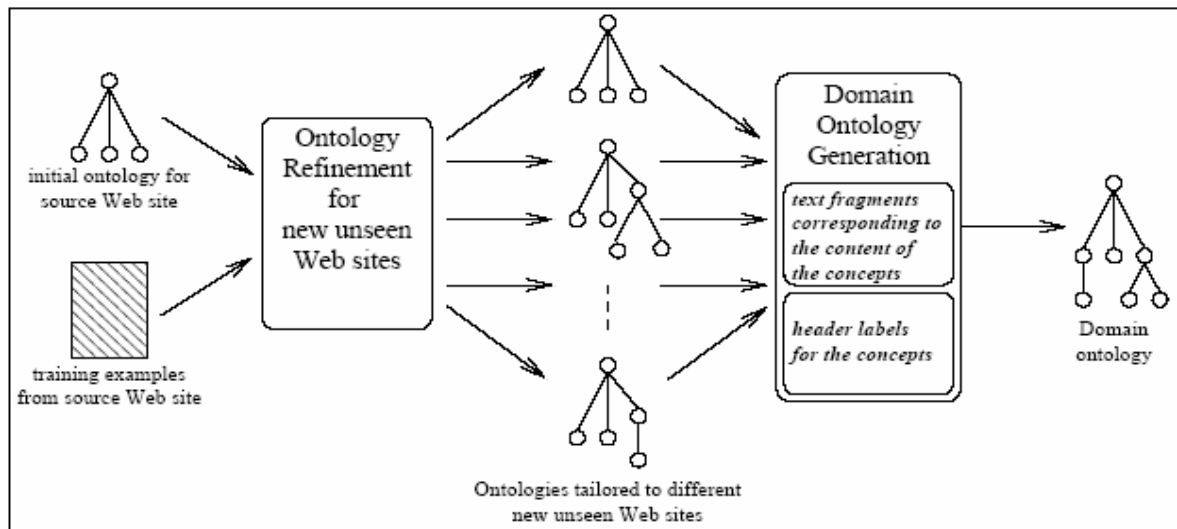 initial ontology for
source Web site
training examples
from source Web site
Ontology
Refinement
for
new unseen
Web sites
Ontologies tailored to different
new unseen Web sites
Domain
Ontology
Generation
text fragments
corresponding to
the content of
the concepts
header labels
for the concepts
Domain
ontology